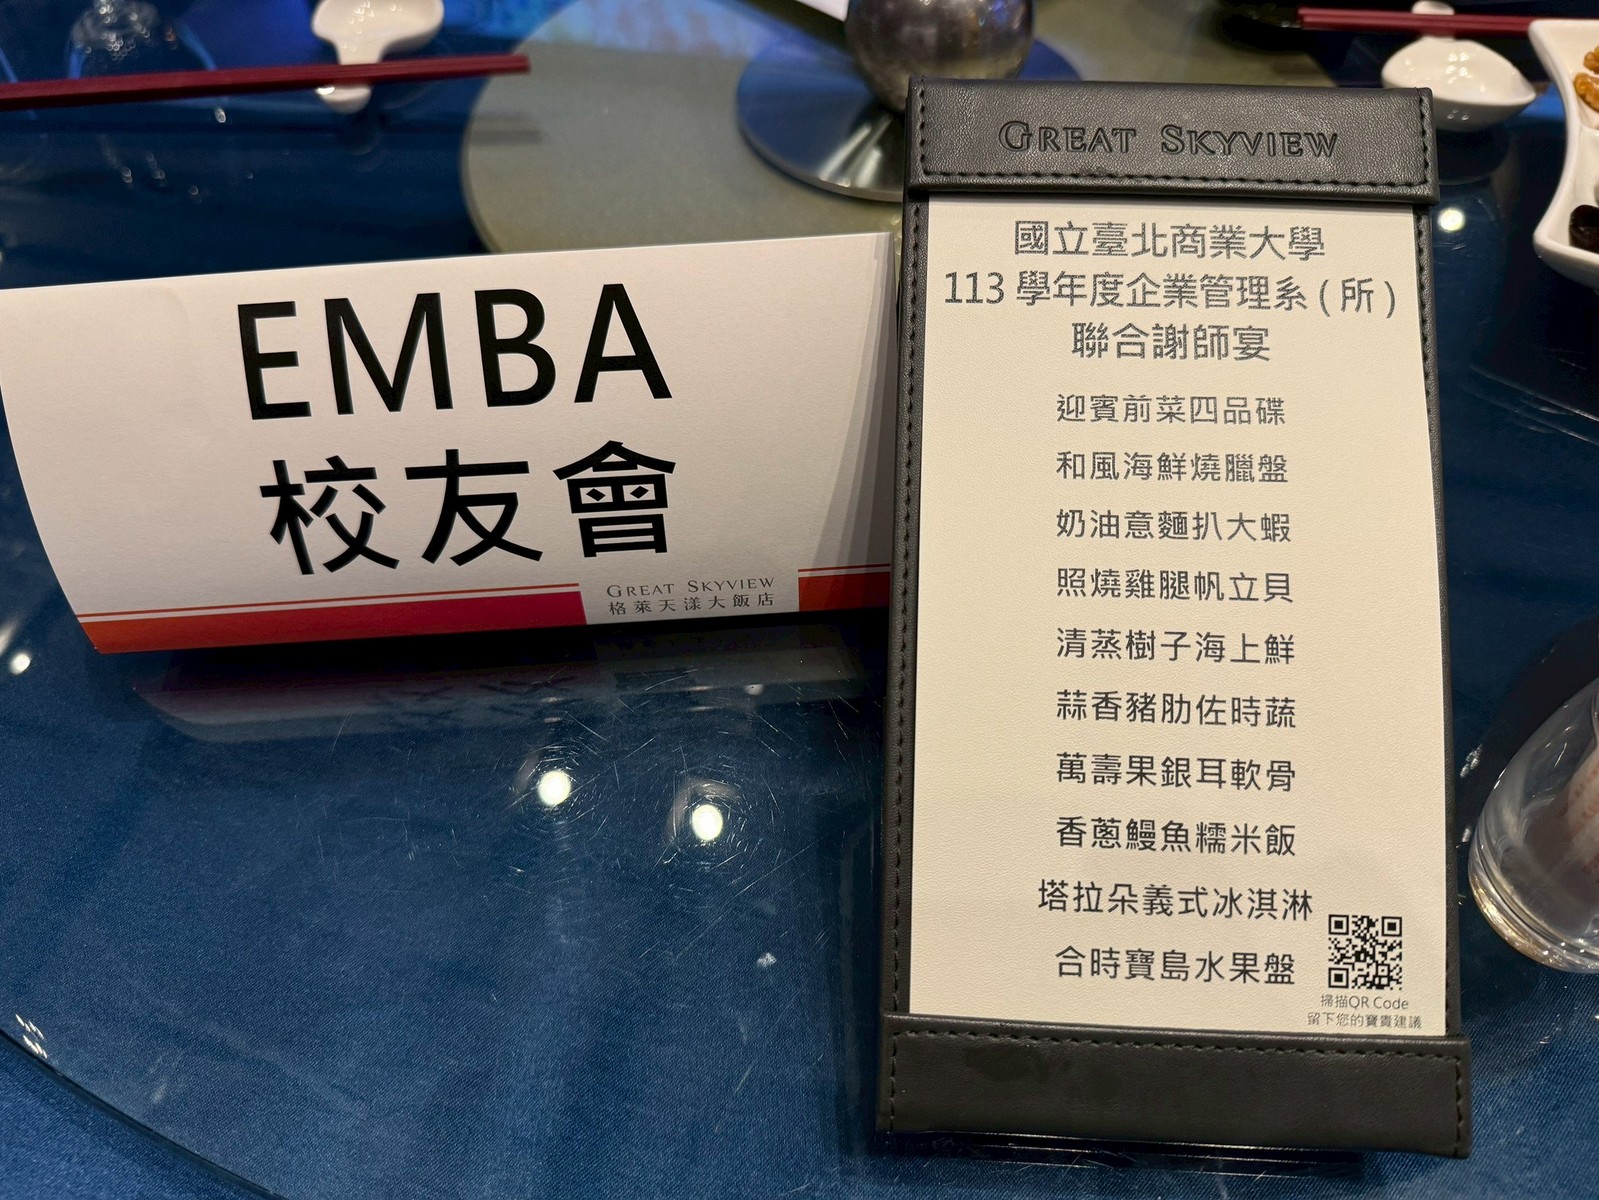 EMBA
校友會
GREAT SKYVIEW
格萊天漾大飯店
GREAT SKYVIEW
國立臺北商業大學
113 學年度企業管理系 ( 所 )
聯合謝師宴
迎賓前菜四品碟
和風海鮮燒臘盤
奶油意麵扒大蝦
照燒雞腿帆立貝
清蒸樹子海上鮮
蒜香豬肋佐時蔬
萬壽果銀耳軟骨
香蔥鰻魚糯米飯
塔拉朵義式冰淇淋
合時寶島水果盤
掃描QR Code
留下您的寶貴建議